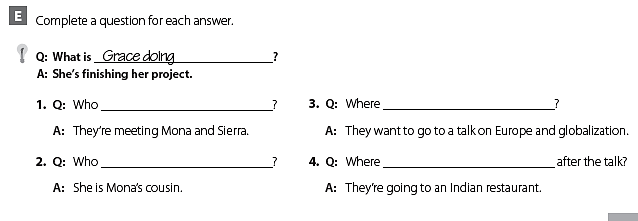 E Complete a question for each answer.
Q: What is Grace doing ?
A: She's finishing her project.
1. Q: Who ?
A: They're meeting Mona and Sierra.
2. Q: Who ?
A: She is Mona's cousin.
3. Q: Where ?
A: They want to go to a talk on Europe and globalization.
4. Q: Where after the talk?
A: They're going to an Indian restaurant.